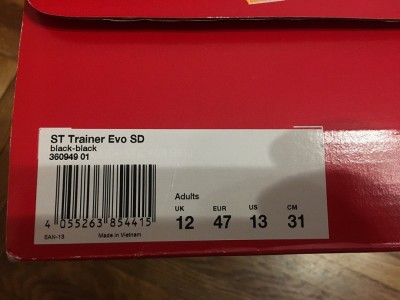 ST Trainer Evo SD
black-black
360949 01
Adults
UK EUR US CM
12 47 13 31
4 055263 854415
EAN-13 Made in Vietnam